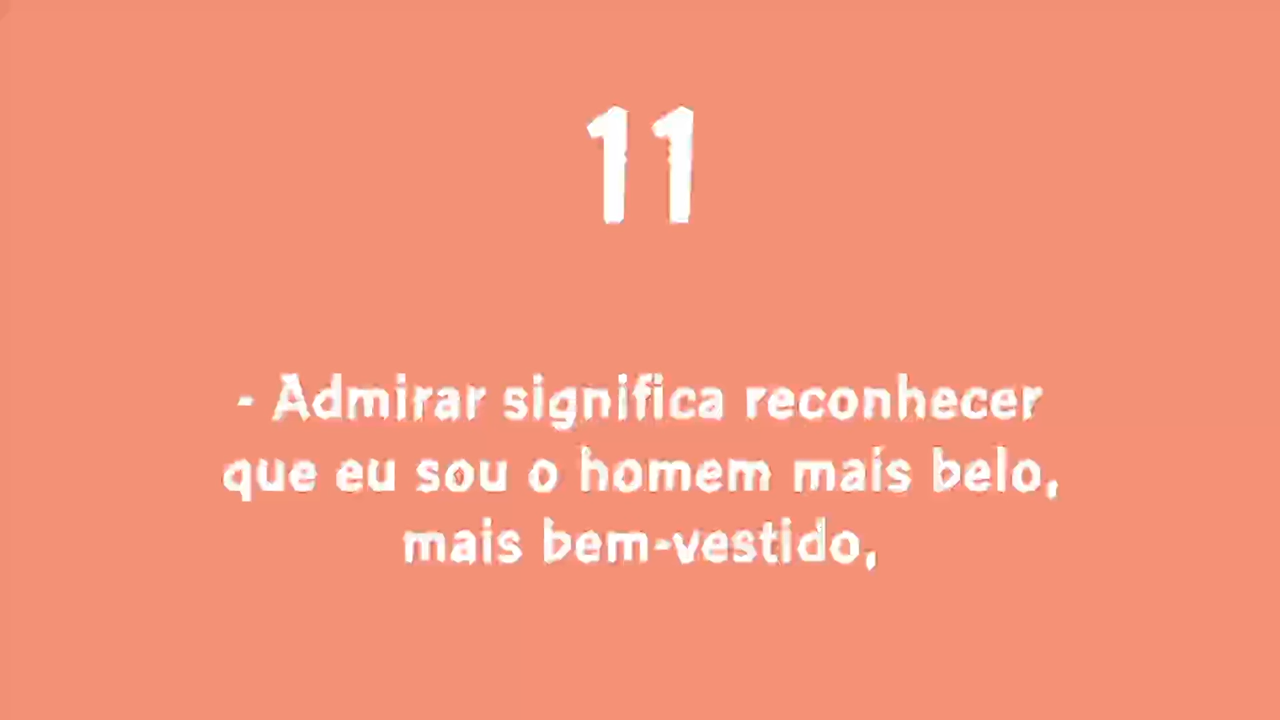 11
- Admirar significa reconhecer
que eu sou o homem mais belo,
mais bem-vestido,